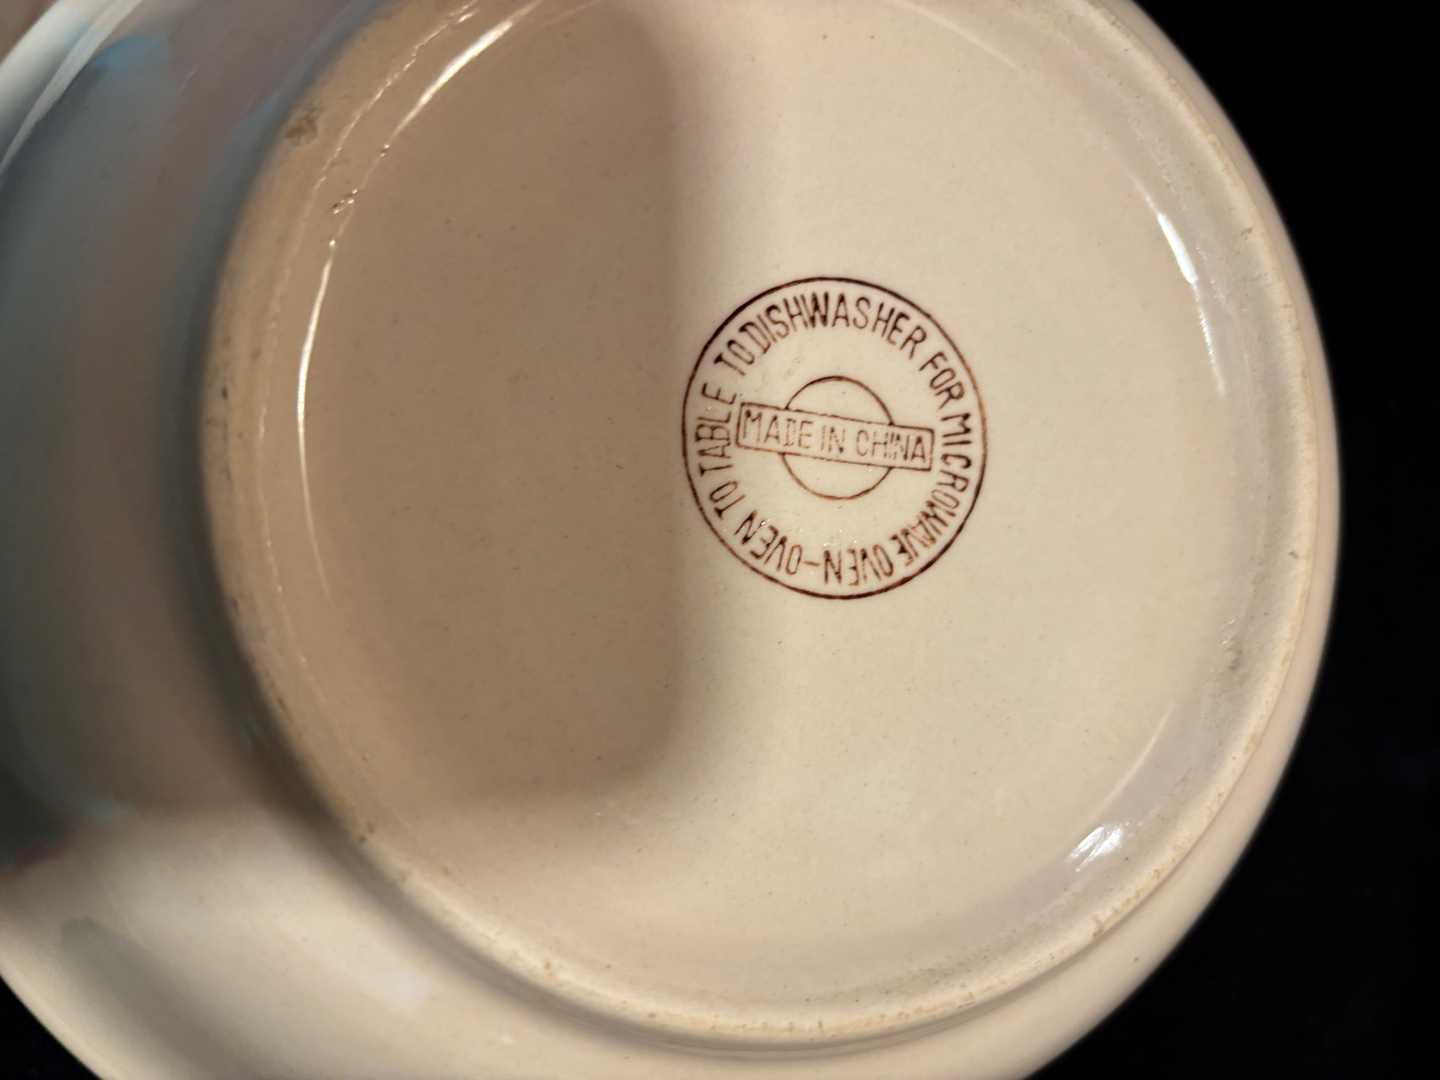 FOR MICROWAVE OVEN-OVEN TO TABLE TO DISHWASHER
MADE IN CHINA